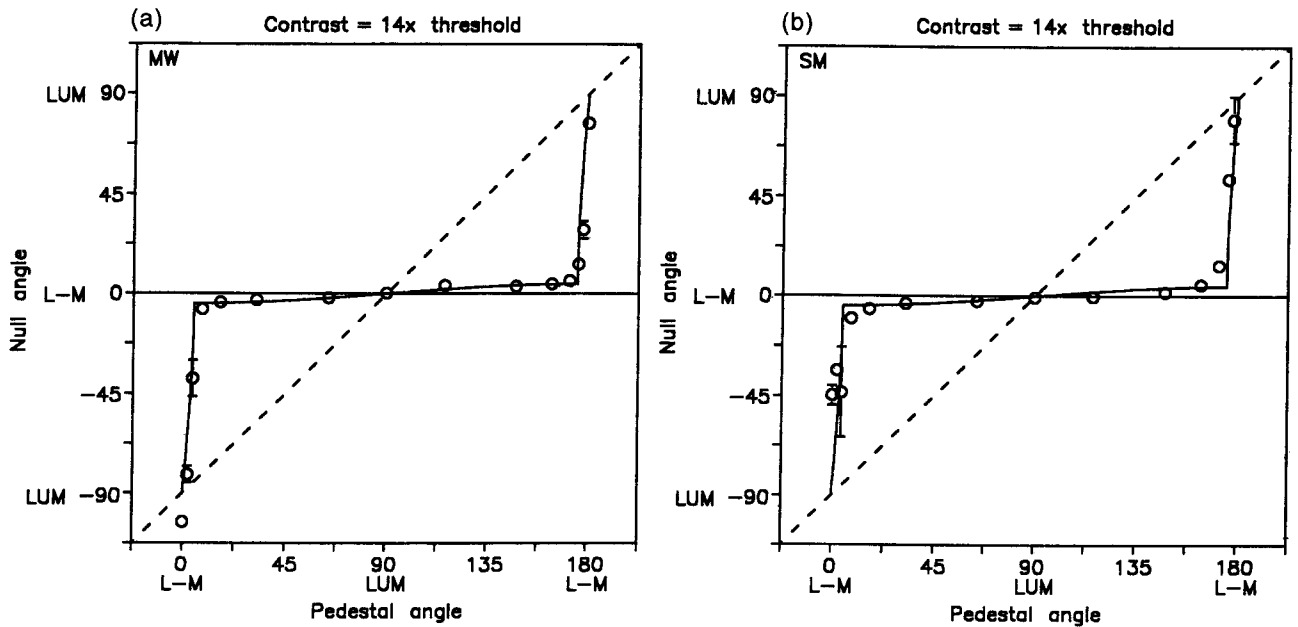 (a)
Contrast = 14x threshold
MW
LUM 90
45
L-M 0
-45
LUM -90
Null angle
0 45 90 135 180
L-M LUM L-M
Pedestal angle
(b)
Contrast = 14x threshold
SM
LUM 90
45
L-M 0
-45
LUM -90
Null angle
0 45 90 135 180
L-M LUM L-M
Pedestal angle